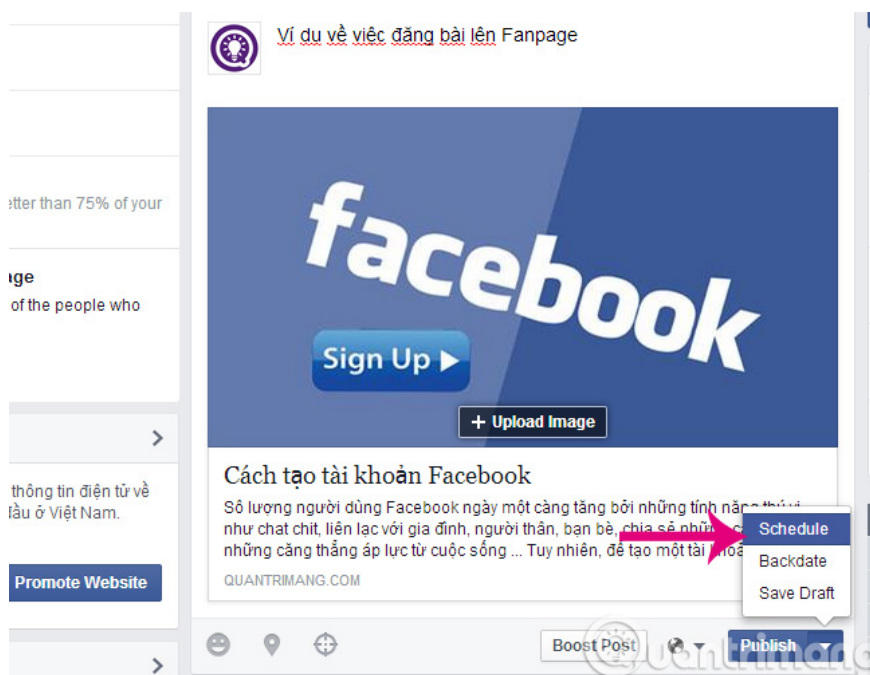 Ví dụ về việc đăng bài lên Fanpage
etter than 75% of your
age
of the people who
facebook
Sign Up
+ Upload Image
Cách tạo tài khoản Facebook
thông tin điện tử về
đầu ở Việt Nam.
Số lượng người dùng Facebook ngày một càng tăng bởi những tính năng thú vị
như chat chit, liên lạc với gia đình, người thân, bạn bè, chia sẻ những
những căng thẳng áp lực từ cuộc sống ... Tuy nhiên, để tạo một tài khoản
QUANTRIMANG.COM
Promote Website
Schedule
Backdate
Save Draft
Boost Post
Publish
Quantrimang